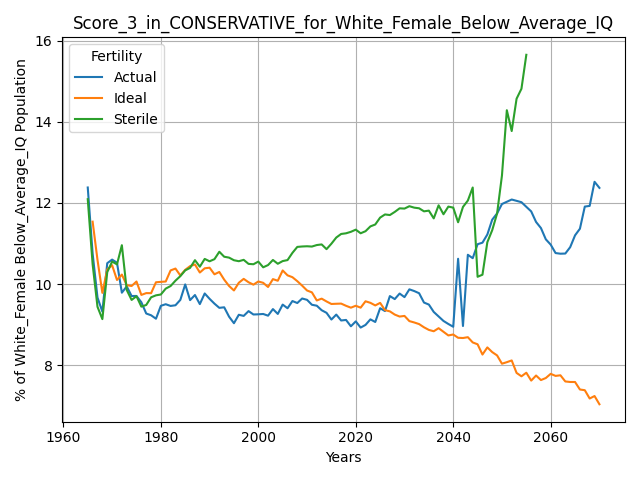 Score_3_in_CONSERVATIVE_for_White_Female_Below_Average_IQ
% of White_Female Below_Average_IQ Population
16
14
12
10
8
Fertility
Actual
Ideal
Sterile
1960
1980
2000
2020
2040
2060
Years